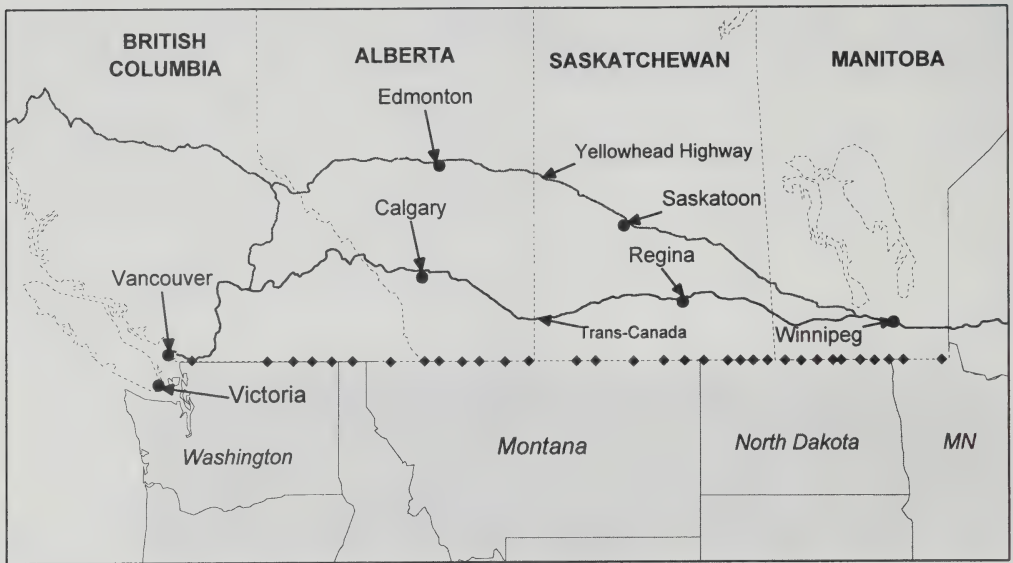 BRITISH
COLUMBIA
ALBERTA
SASKATCHEWAN
MANITOBA
Edmonton
Yellowhead Highway
Saskatoon
Calgary
Regina
Vancouver
Trans-Canada
Winnipeg
Victoria
Washington
Montana
North Dakota
MN